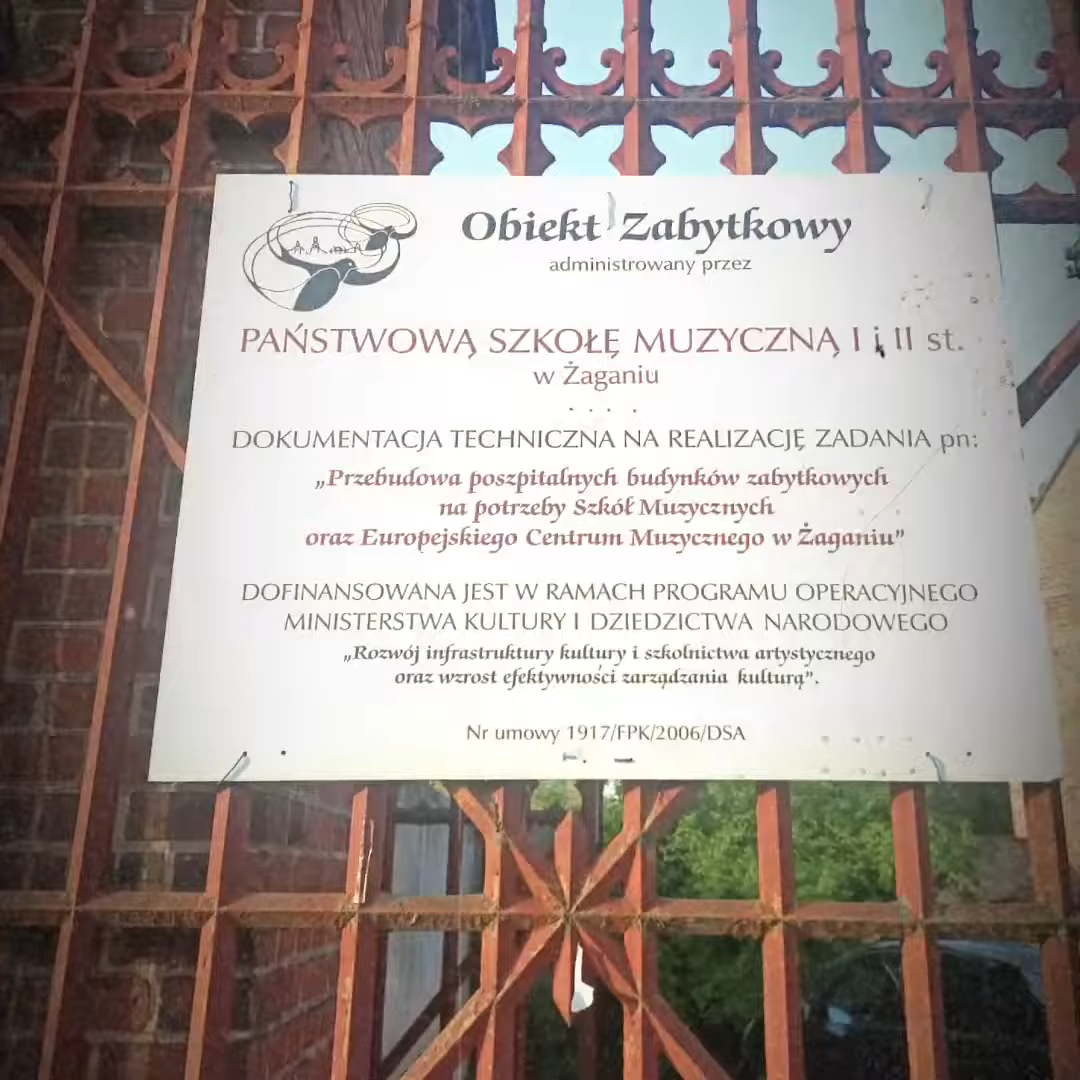 Obiekt Zabytkowy
administrowany przez
PAŃSTWOWĄ SZKOŁĘ MUZYCZNĄ I i II st.
w Żaganiu
DOKUMENTACJA TECHNICZNA NA REALIZACJĘ ZADANIA pn:
„Przebudowa poszpitalnych budynków zabytkowych
na potrzeby Szkół Muzycznych
oraz Europejskiego Centrum Muzycznego w Żaganiu”
DOFINANSOWANA JEST W RAMACH PROGRAMU OPERACYJNEGO
MINISTERSTWA KULTURY I DZIEDZICTWA NARODOWEGO
„Rozwój infrastruktury kultury i szkolnictwa artystycznego
oraz wzrost efektywności zarządzania kulturą”.
Nr umowy 1917/FPK/2006/DSA